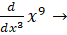 d/dx³ x⁹ →